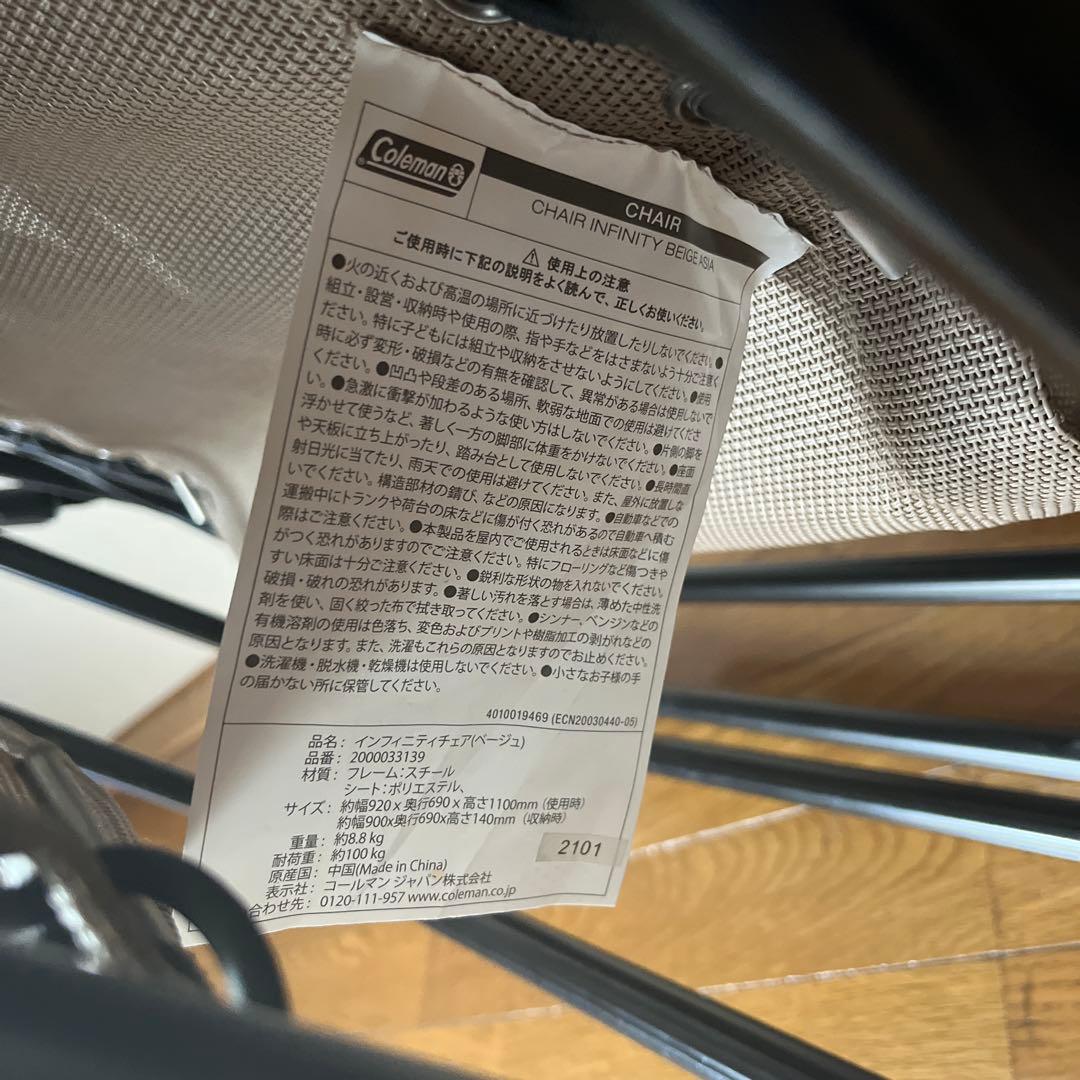 Coleman
CHAIR
CHAIR INFINITY BEIGE ASIA
⚠ 使用上の注意
ご使用時に下記の説明をよく読んで、正しくお使いください。
●火の近くおよび高温の場所に近づけたり放置したりしないでください。●
組立・設営・収納時や使用の際、指や手などをはさまないよう十分ご注意く
ださい。特に子どもには組立や収納をさせないようにしてください。●使用
時に必ず変形・破損などの有無を確認して、異常がある場合は使用しないで
ください。●凹凸や段差のある場所、軟弱な地面での使用は避けてくださ
い。●急激に衝撃が加わるような使い方はしないでください。●片側の脚を
浮かせて使うなど、著しく一方の脚部に体重をかけないでください。●座面
や天板に立ち上がったり、踏み台として使用しないでください。●長時間直
射日光に当てたり、雨天での使用は避けてください。また、屋外に放置しな
いでください。構造部材の錆び、などの原因になります。●自動車などでの
運搬中にトランクや荷台の床などに傷が付く恐れがあるので自動車へ積む
際はご注意ください。●本製品を屋内でご使用されるときは床面などに傷
がつく恐れがありますのでご注意ください。特にフローリングなど傷つきや
すい床面は十分ご注意ください。●鋭利な形状の物を入れないでください。
破損・破れの恐れがあります。●著しい汚れを落とす場合は、薄めた中性洗
剤を使い、固く絞った布で拭き取ってください。●シンナー、ベンジンなどの
有機溶剤の使用は色落ち、変色およびプリントや樹脂加工の剥がれなどの
原因となります。また、洗濯もこれらの原因となりますのでお止めください。
●洗濯機・脱水機・乾燥機は使用しないでください。●小さなお子様の手
の届かない所に保管してください。
4010019469 (ECN20030440-05)
品名: インフィニティチェア(ベージュ)
品番: 2000033139
材質: フレーム:スチール
シート:ポリエステル、
サイズ: 約幅920 x 奥行690 x 高さ1100mm (使用時)
約幅900x奥行690x高さ140mm (収納時)
重量: 約8.8 kg
耐荷重: 約100 kg
原産国: 中国(Made in China)
表示社: コールマン ジャパン株式会社
合わせ先: 0120-111-957 www.coleman.co.jp
2101